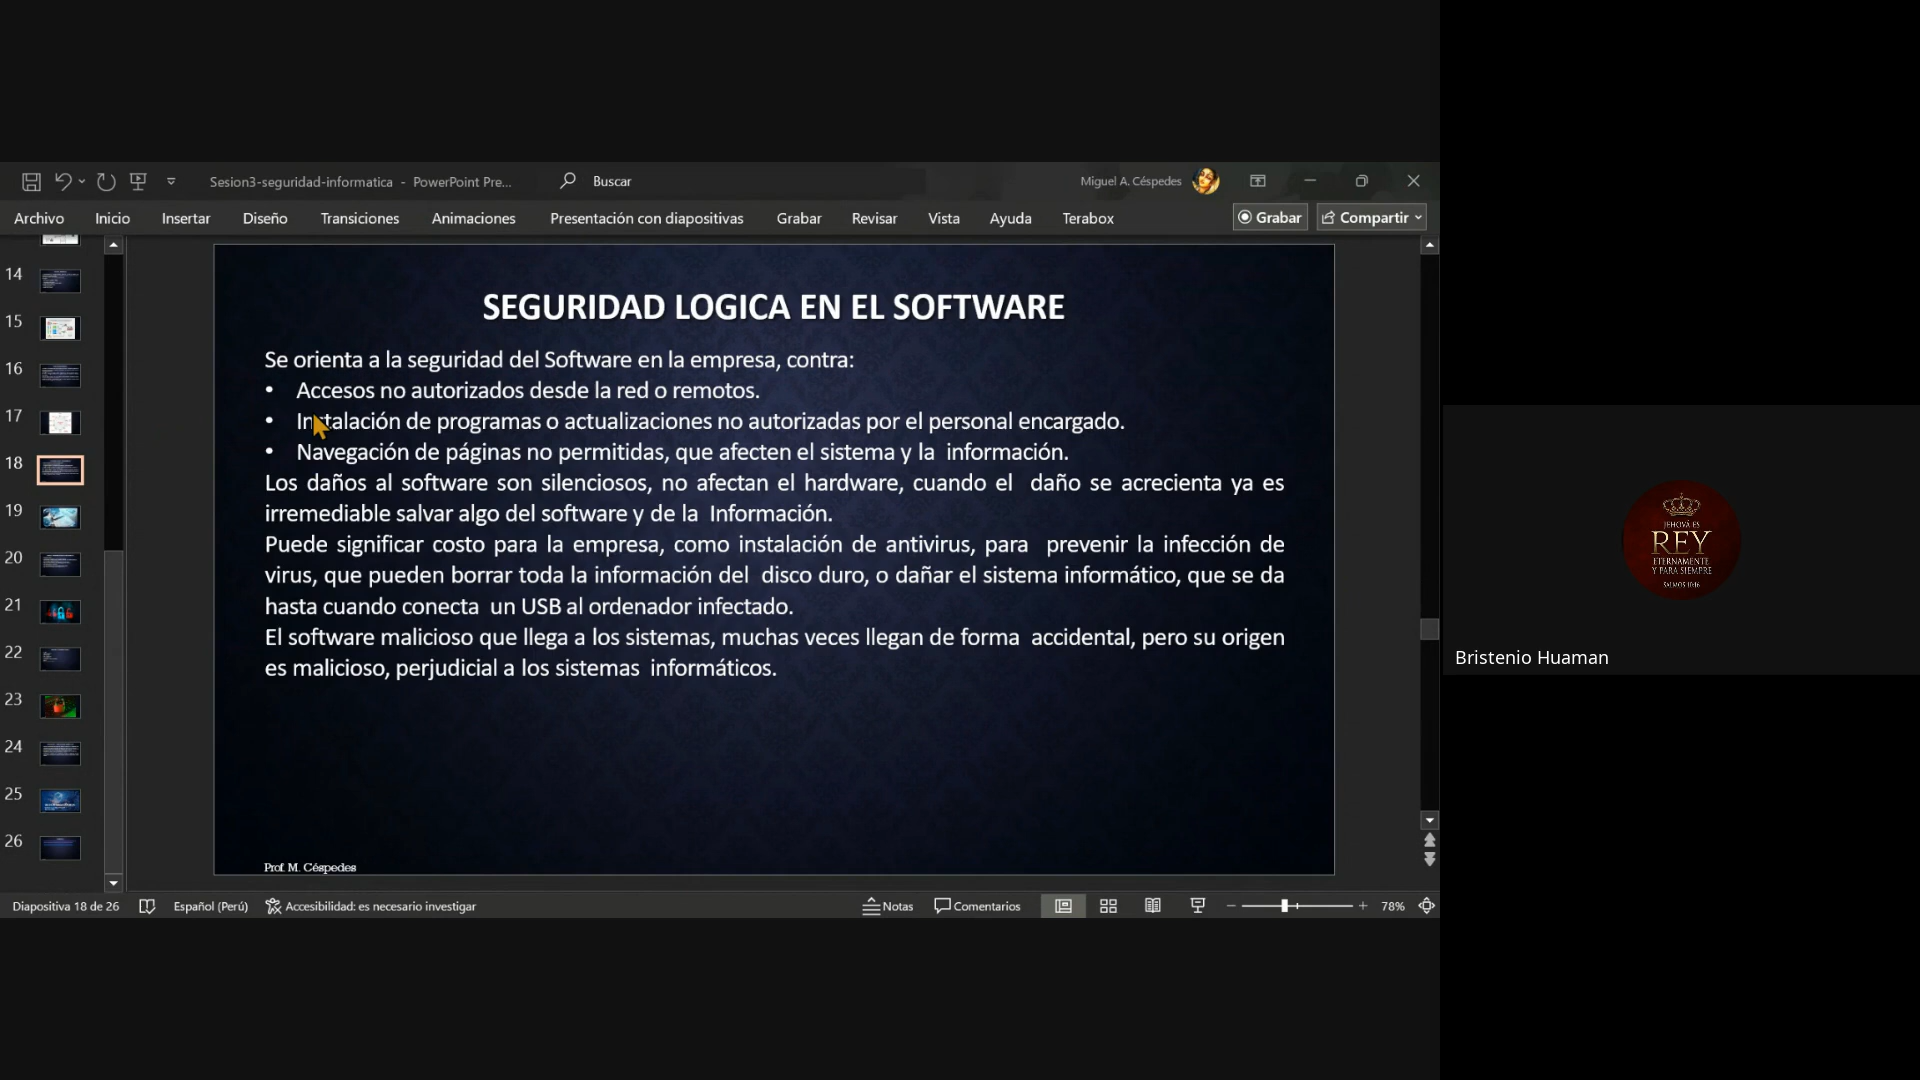 Sesion3-seguridad-informatica - PowerPoint Pre...
Buscar
Miguel A. Céspedes
Archivo Inicio Insertar Diseño Transiciones Animaciones Presentación con diapositivas Grabar Revisar Vista Ayuda Terabox Grabar Compartir
14
15
16
17
18
19
20
21
22
23
24
25
26
SEGURIDAD LOGICA EN EL SOFTWARE
Se orienta a la seguridad del Software en la empresa, contra:
• Accesos no autorizados desde la red o remotos.
• Instalación de programas o actualizaciones no autorizadas por el personal encargado.
• Navegación de páginas no permitidas, que afecten el sistema y la información.
Los daños al software son silenciosos, no afectan el hardware, cuando el daño se acrecienta ya es
irremediable salvar algo del software y de la Información.
Puede significar costo para la empresa, como instalación de antivirus, para prevenir la infección de
virus, que pueden borrar toda la información del disco duro, o dañar el sistema informático, que se da
hasta cuando conecta un USB al ordenador infectado.
El software malicioso que llega a los sistemas, muchas veces llegan de forma accidental, pero su origen
es malicioso, perjudicial a los sistemas informáticos.
Prof. M. Céspedes
Diapositiva 18 de 26 Español (Perú) Accesibilidad: es necesario investigar Notas Comentarios 78%
JEHOVÁ ES
REY
ETERNAMENTE
Y PARA SIEMPRE
SALMOS 10:16
Bristenio Huaman